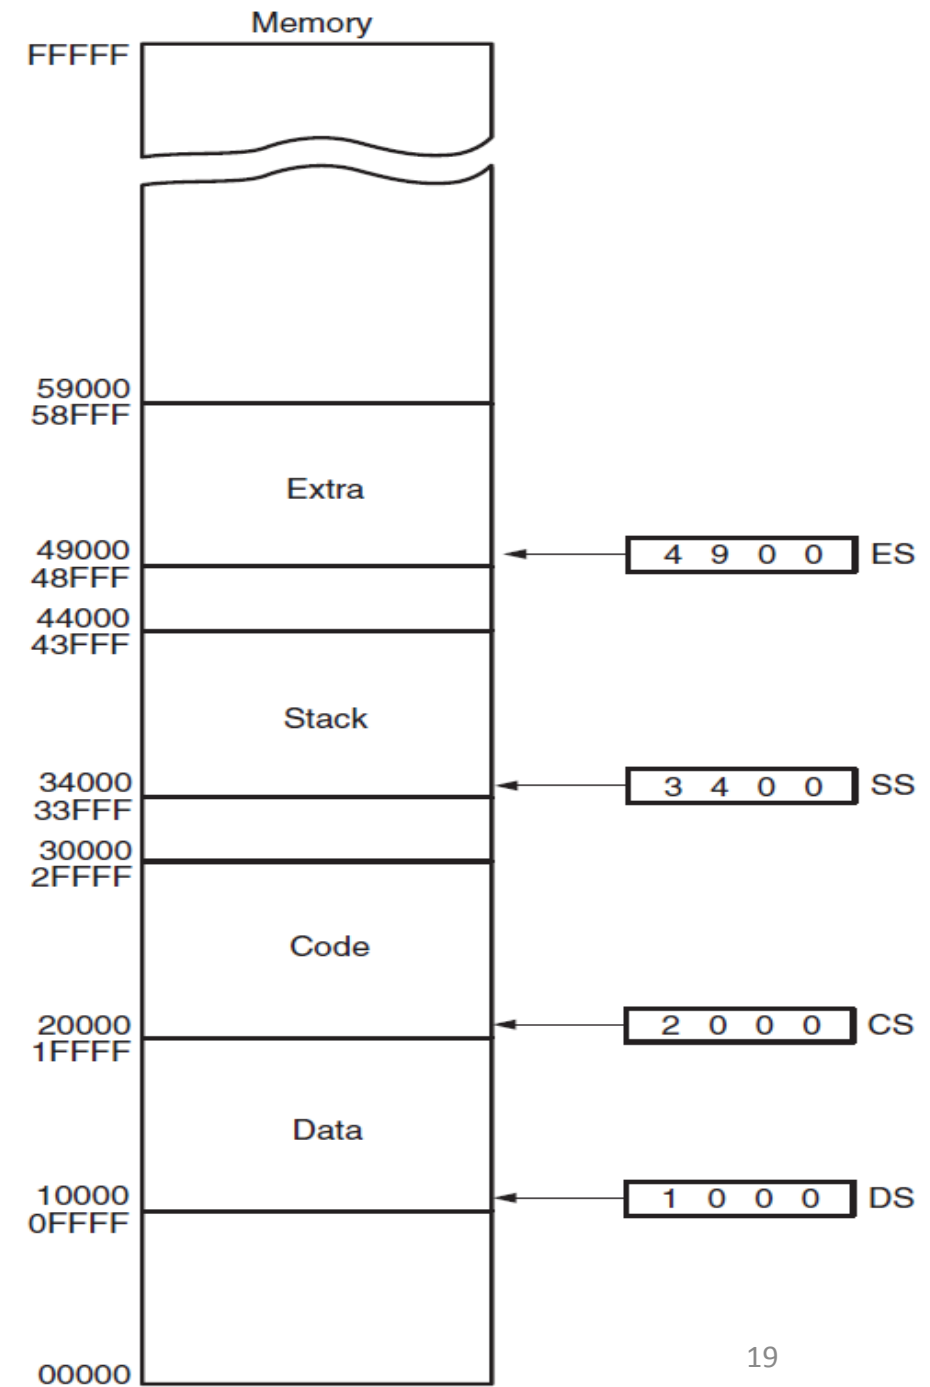 Memory
FFFFF
59000
58FFF
Extra
49000
48FFF
4 9 0 0 ES
44000
43FFF
Stack
34000
33FFF
3 4 0 0 SS
30000
2FFFF
Code
20000
1FFFF
2 0 0 0 CS
Data
10000
0FFFF
1 0 0 0 DS
00000
19